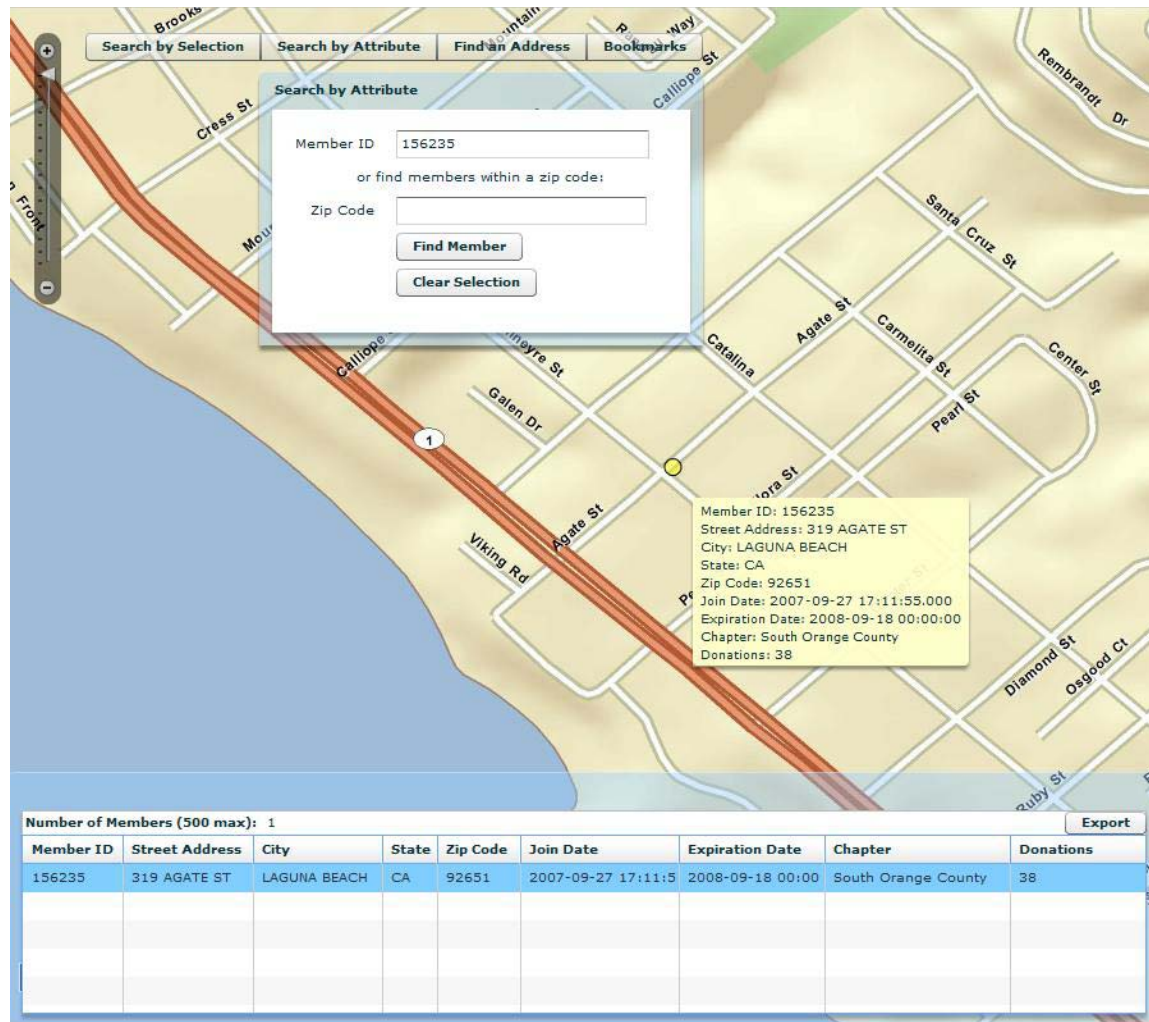 Brooks
Mountain
Way
Search by Selection
Search by Attribute
Find an Address
Bookmarks
Calliope St
Rembrandt Dr
Cress St
Search by Attribute
Member ID 156235
or find members within a zip code:
Zip Code
Find Member
Clear Selection
Front
Santa Cruz St
Calliope
Catalina
Agate St
Carmelita St
Center St
Galen Dr
Pearl St
1
Agate St
Viking Rd
Member ID: 156235
Street Address: 319 AGATE ST
City: LAGUNA BEACH
State: CA
Zip Code: 92651
Join Date: 2007-09-27 17:11:55.000
Expiration Date: 2008-09-18 00:00:00
Chapter: South Orange County
Donations: 38
Diamond St
Osgood Ct
Ruby St
Number of Members (500 max): 1
Export
Member ID Street Address City State Zip Code Join Date Expiration Date Chapter Donations
156235 319 AGATE ST LAGUNA BEACH CA 92651 2007-09-27 17:11:5 2008-09-18 00:00 South Orange County 38